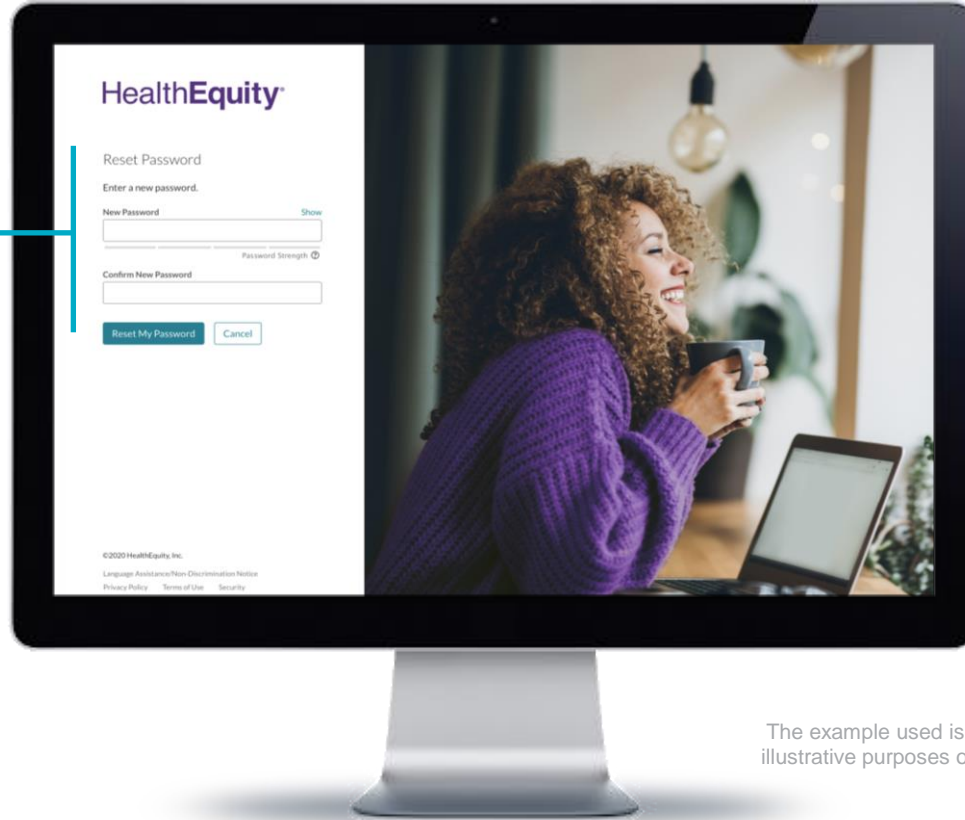 HealthEquity
Reset Password
Enter a new password.
New Password Show
Password Strength ?
Confirm New Password
Reset My Password Cancel
©2020 HealthEquity, Inc.
Language Assistance/Non-Discrimination Notice
Privacy Policy Terms of Use Security
The example used is
illustrative purposes o